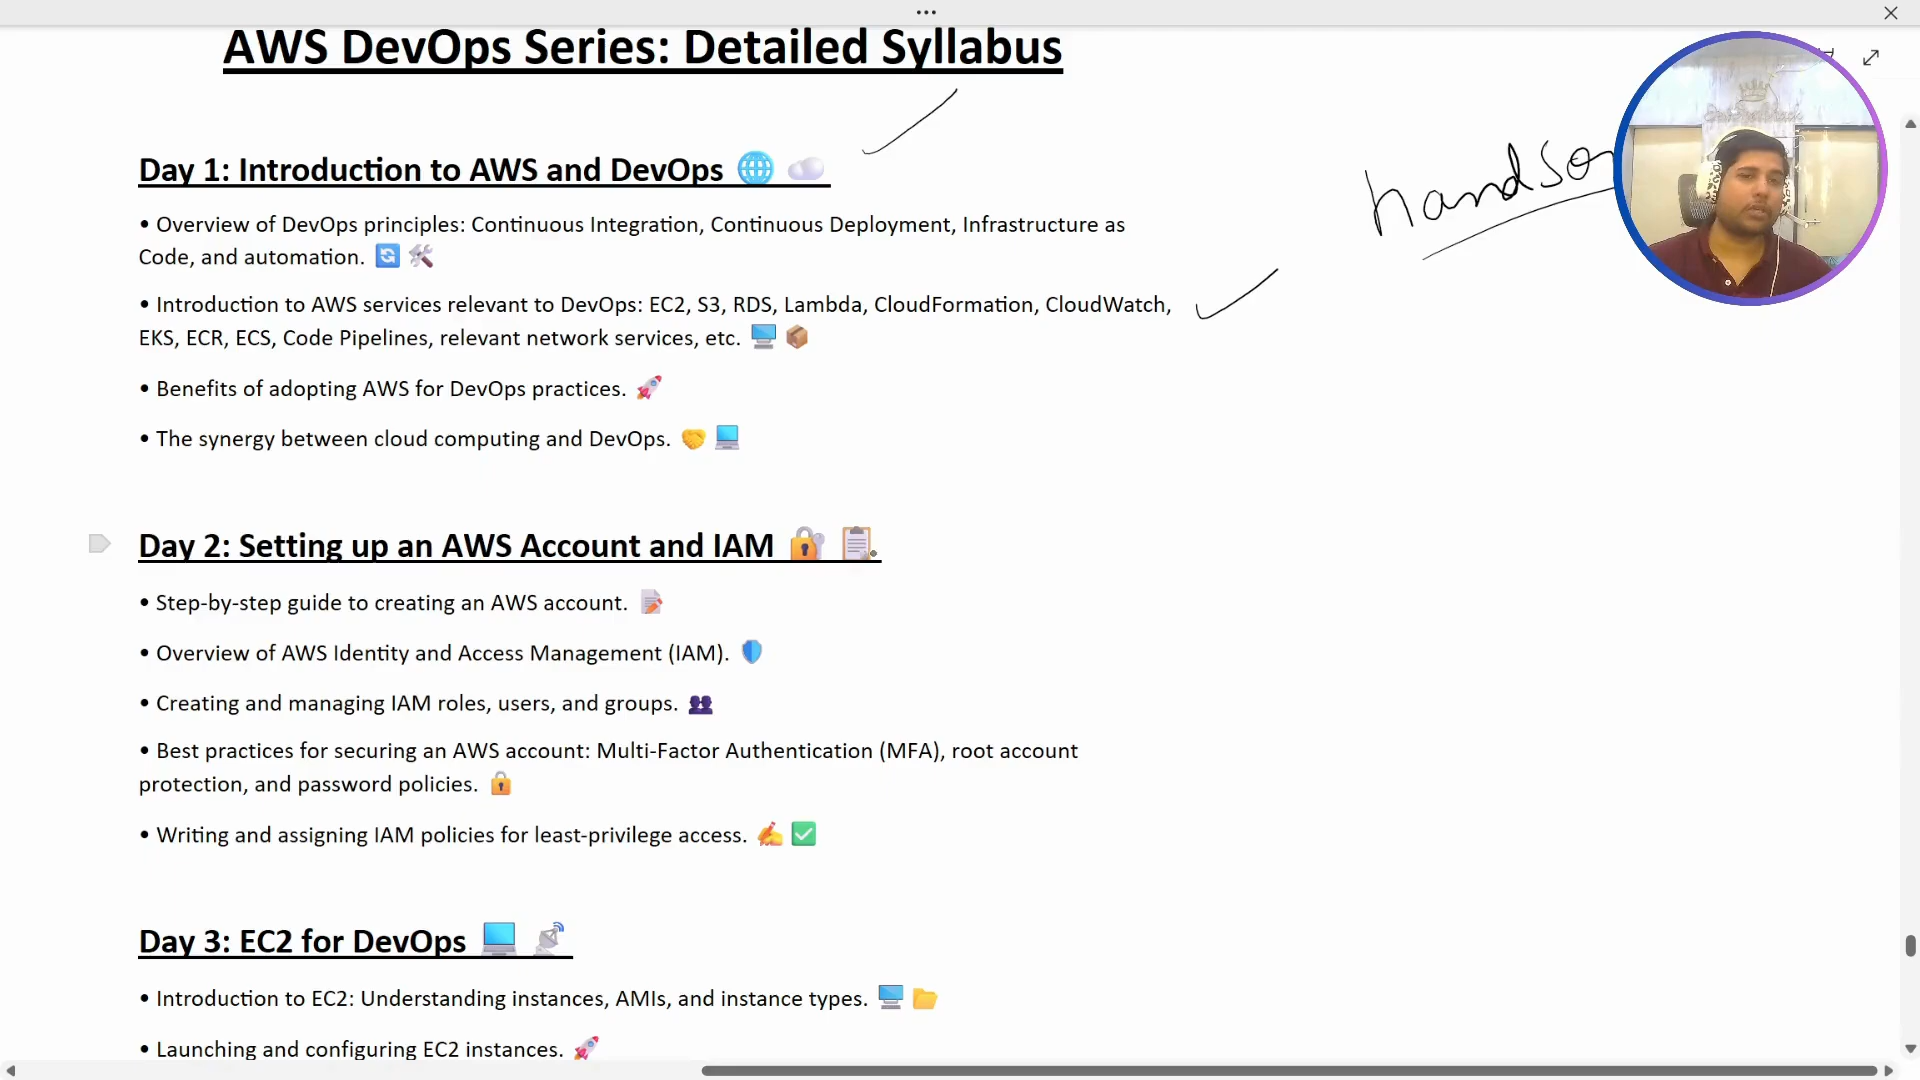 AWS DevOps Series: Detailed Syllabus
Day 1: Introduction to AWS and DevOps 🌐 ☁️
• Overview of DevOps principles: Continuous Integration, Continuous Deployment, Infrastructure as
Code, and automation. 🔄 🛠️
• Introduction to AWS services relevant to DevOps: EC2, S3, RDS, Lambda, CloudFormation, CloudWatch,
EKS, ECR, ECS, Code Pipelines, relevant network services, etc. 🖥️ 📦
• Benefits of adopting AWS for DevOps practices. 🚀
• The synergy between cloud computing and DevOps. 🤝 💻
Day 2: Setting up an AWS Account and IAM 🔐 📋
• Step-by-step guide to creating an AWS account. 📝
• Overview of AWS Identity and Access Management (IAM). 🛡️
• Creating and managing IAM roles, users, and groups. 👥
• Best practices for securing an AWS account: Multi-Factor Authentication (MFA), root account
protection, and password policies. 🔒
• Writing and assigning IAM policies for least-privilege access. ✍️ ✅
Day 3: EC2 for DevOps 💻 📡
• Introduction to EC2: Understanding instances, AMIs, and instance types. 🖥️ 📁
• Launching and configuring EC2 instances. 🚀
handson